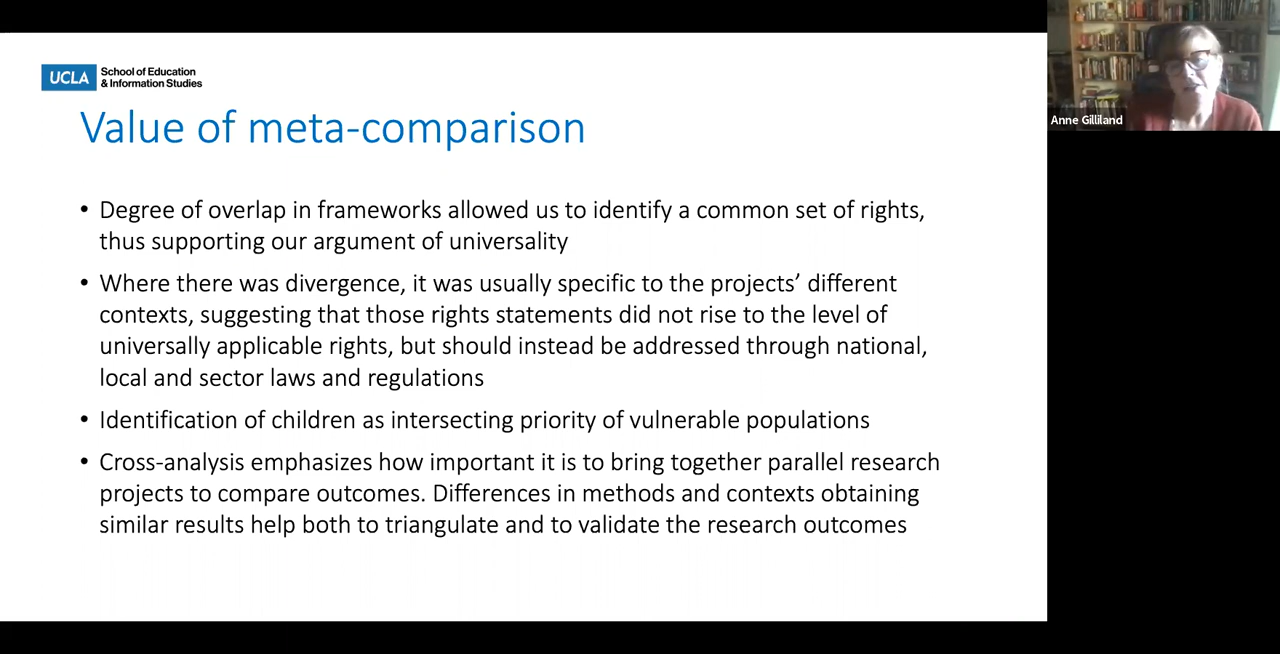 UCLA
School of Education
& Information Studies
Value of meta-comparison
• Degree of overlap in frameworks allowed us to identify a common set of rights,
thus supporting our argument of universality
• Where there was divergence, it was usually specific to the projects’ different
contexts, suggesting that those rights statements did not rise to the level of
universally applicable rights, but should instead be addressed through national,
local and sector laws and regulations
• Identification of children as intersecting priority of vulnerable populations
• Cross-analysis emphasizes how important it is to bring together parallel research
projects to compare outcomes. Differences in methods and contexts obtaining
similar results help both to triangulate and to validate the research outcomes
Anne Gilliland